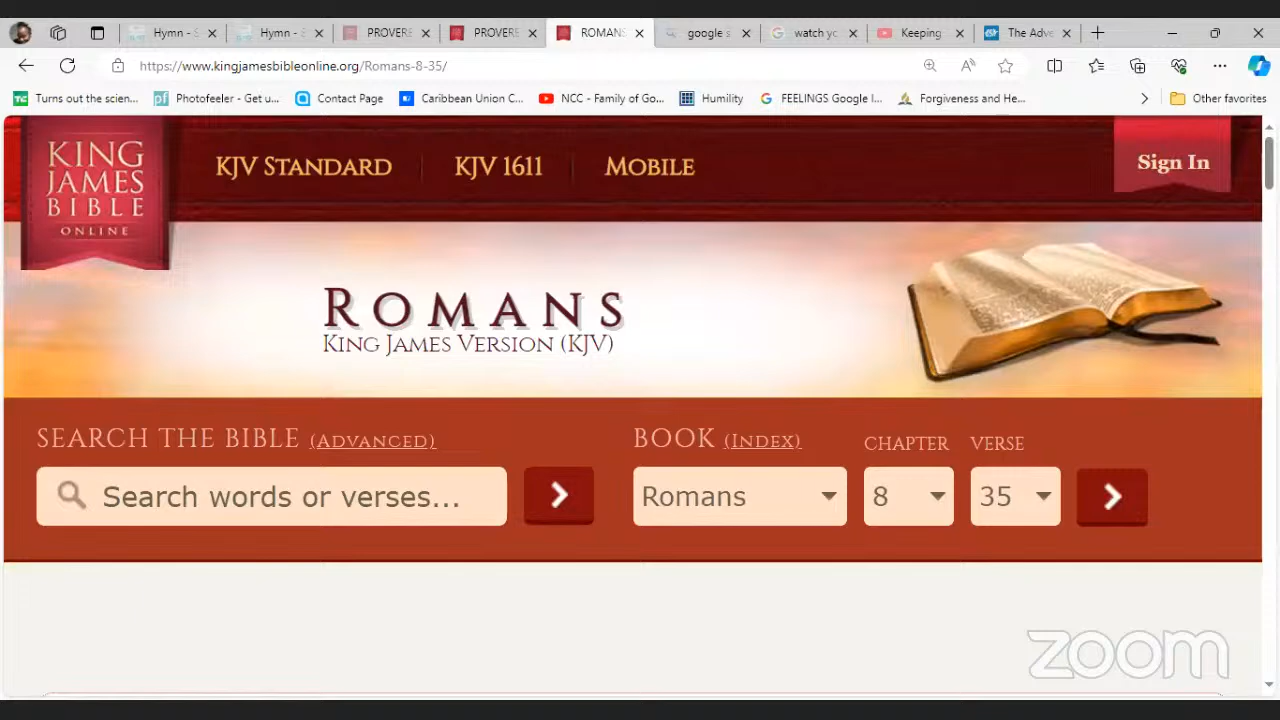 Hymn - S
Hymn - S
PROVERB
PROVERB
ROMANS
google s
watch yo
Keeping
The Adve
https://www.kingjamesbibleonline.org/Romans-8-35/
Turns out the scien...
Photofeeler - Get u...
Contact Page
Caribbean Union C...
NCC - Family of Go...
Humility
FEELINGS Google I...
Forgiveness and He...
Other favorites
KING
JAMES
BIBLE
ONLINE
KJV STANDARD
KJV 1611
MOBILE
Sign In
ROMANS
KING JAMES VERSION (KJV)
SEARCH THE BIBLE (ADVANCED)
BOOK (INDEX)
CHAPTER
VERSE
Search words or verses...
Romans
8
35
zoom